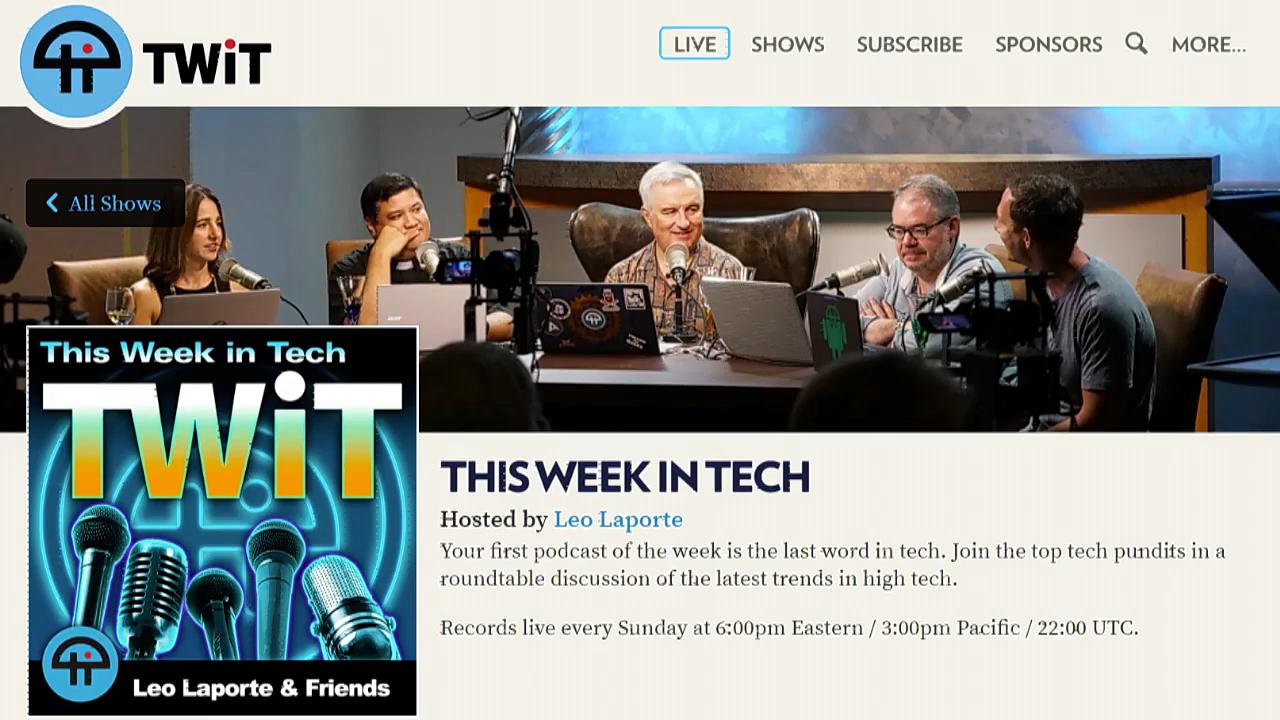 TWiT
LIVE SHOWS SUBSCRIBE SPONSORS MORE...
All Shows
This Week in Tech
TWiT
Leo Laporte & Friends
THIS WEEK IN TECH
Hosted by Leo Laporte
Your first podcast of the week is the last word in tech. Join the top tech pundits in a
roundtable discussion of the latest trends in high tech.
Records live every Sunday at 6:00pm Eastern / 3:00pm Pacific / 22:00 UTC.